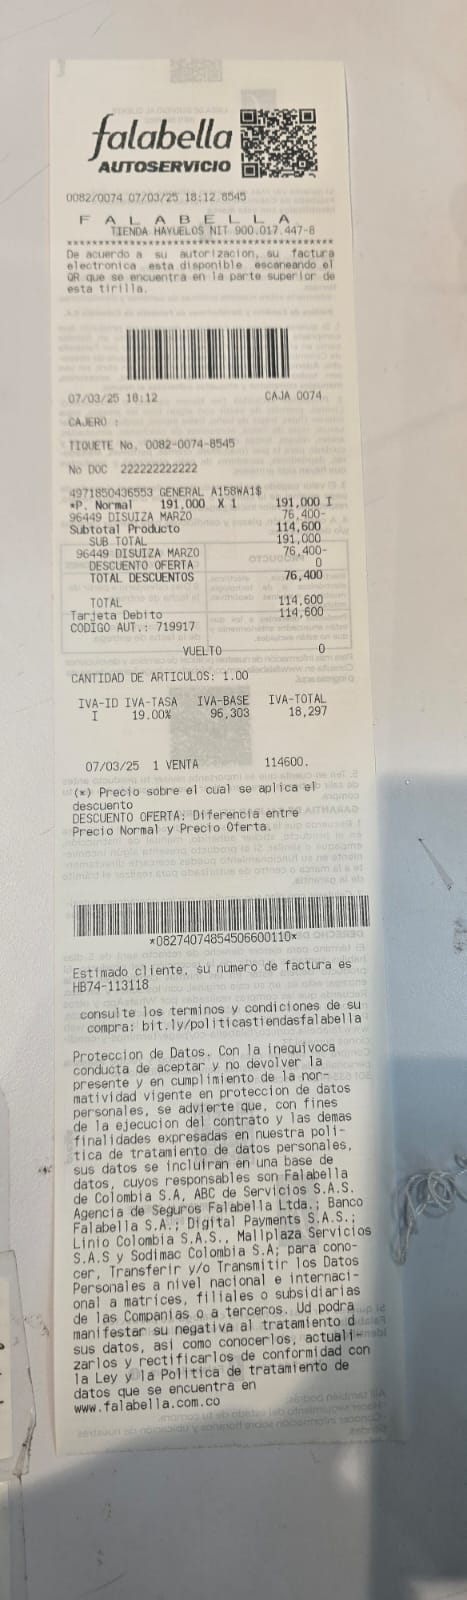 falabella
AUTOSERVICIO
0082/0074 07/03/25 18:12 8545
F A L A B E L L A
TIENDA HAYUELOS NIT 900.017.447-8
****************************************
De acuerdo a su autorizacion, su factura
electronica esta disponible escaneando el
QR que se encuentra en la parte superior de
esta tirilla.
07/03/25 18:12 CAJA 0074
CAJERO :
TIQUETE No. 0082-0074-8545
No DOC 222222222222
4971850436553 GENERAL A158WA1$
*P. Normal 191,000 X 1 191,000 I
96449 DISUIZA MARZO 76,400-
Subtotal Producto 114,600
SUB TOTAL 191,000
96449 DISUIZA MARZO 76,400-
DESCUENTO OFERTA 0
TOTAL DESCUENTOS 76,400
TOTAL 114,600
Tarjeta Debito 114,600
CODIGO AUT.: 719917
VUELTO 0
CANTIDAD DE ARTICULOS: 1.00
IVA-ID IVA-TASA IVA-BASE IVA-TOTAL
I 19.00% 96,303 18,297
07/03/25 1 VENTA 114600.
(*) Precio sobre el cual se aplica el
descuento
DESCUENTO OFERTA: Diferencia entre
Precio Normal y Precio Oferta.
*08274074854506600110*
Estimado cliente, su numero de factura es
HB74-113118
consulte los terminos y condiciones de su
compra: bit.ly/politicastiendasfalabella
Proteccion de Datos. Con la inequivoca
conducta de aceptar y no devolver la
presente y en cumplimiento de la nor-
matividad vigente en proteccion de datos
personales, se advierte que, con fines
de la ejecucion del contrato y las demas
finalidades expresadas en nuestra poli-
tica de tratamiento de datos personales,
sus datos se incluiran en una base de
datos, cuyos responsables son Falabella
de Colombia S.A, ABC de Servicios S.A.S.
Agencia de Seguros Falabella Ltda.; Banco
Falabella S.A.; Digital Payments S.A.S.;
Linio Colombia S.A.S., Mallplaza Servicios
S.A.S y Sodimac Colombia S.A; para cono-
cer, Transferir y/o Transmitir los Datos
Personales a nivel nacional e internaci-
onal a matrices, filiales o subsidiarias
de las Companias o a terceros. Ud podra
manifestar su negativa al tratamiento d
sus datos, asi como conocerlos, actuali-
zarlos y rectificarlos de conformidad con
la Ley y la Politica de tratamiento de
datos que se encuentra en
www.falabella.com.co